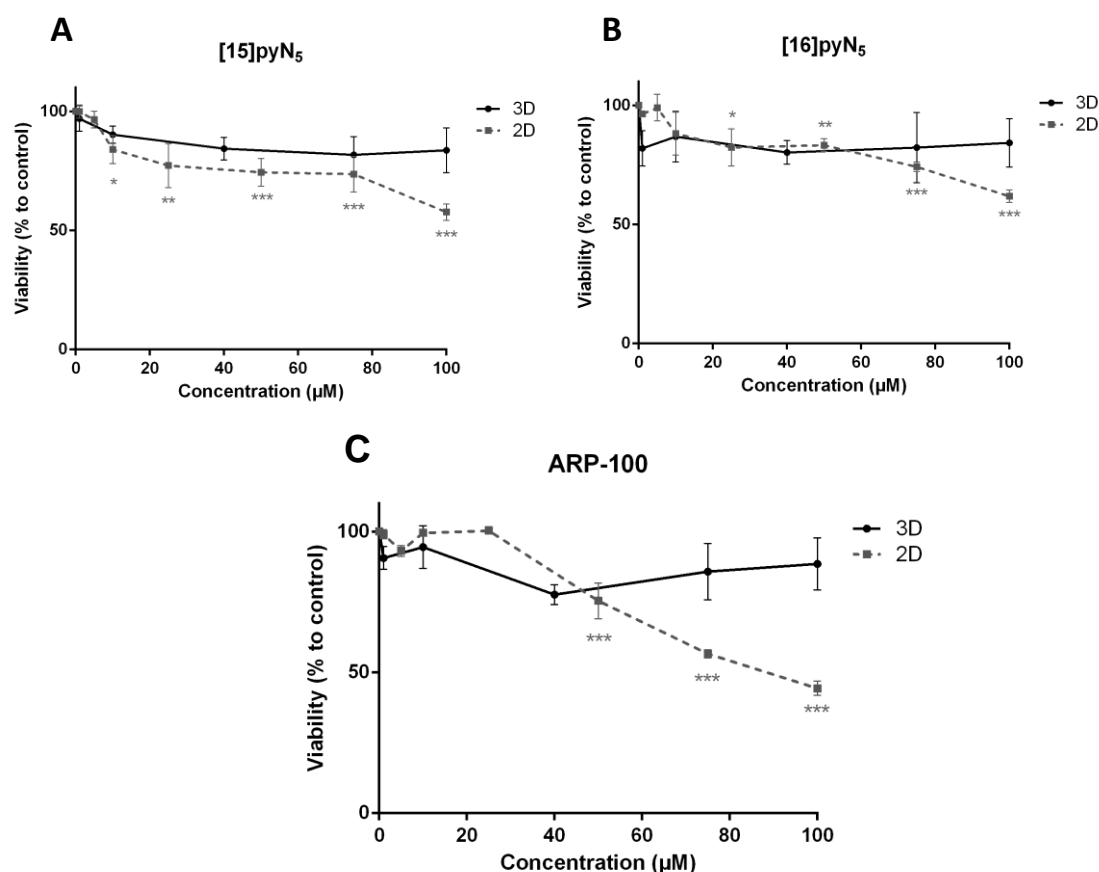 A
[15]pyN₅
Viability (% to control)
100
50
0
0 20 40 60 80 100
Concentration (µM)
3D
2D
*
**
***
***
***
B
[16]pyN₅
Viability (% to control)
100
50
0
0 20 40 60 80 100
Concentration (µM)
3D
2D
*
**
***
***
C
ARP-100
Viability (% to control)
100
50
0
0 20 40 60 80 100
Concentration (µM)
3D
2D
***
***
***